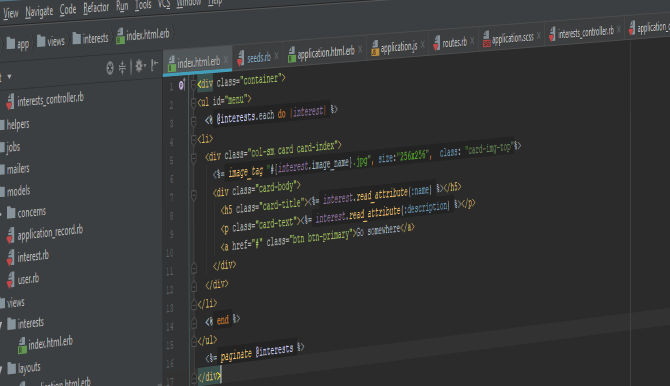 View Navigate Code Refactor Run Tools VCS Window Help
app views interests index.html.erb
index.html.erb seeds.rb application.html.erb application.js routes.rb application.scss interests_controller.rb application_
interests_controller.rb
helpers
jobs
mailers
models
concerns
application_record.rb
interest.rb
user.rb
views
interests
index.html.erb
layouts
application.html.erb
1 <div class="container">
2 <ul id="menu">
3 <% @interests.each do |interest| %>
4 <li>
5 <div class="col-sm card card-index">
6 <%= image_tag "#{interest.image_name}.jpg", size:"256x256", class: "card-img-top"%>
7 <div class="card-body">
8 <h5 class="card-title"><%= interest.read_attribute(:name) %></h5>
9 <p class="card-text"><%= interest.read_attribute(:description) %></p>
10 <a href="#" class="btn btn-primary">Go somewhere</a>
11 </div>
12 </div>
13 </li>
14 <% end %>
15 </ul>
16 <%= paginate @interests %>
17 </div>